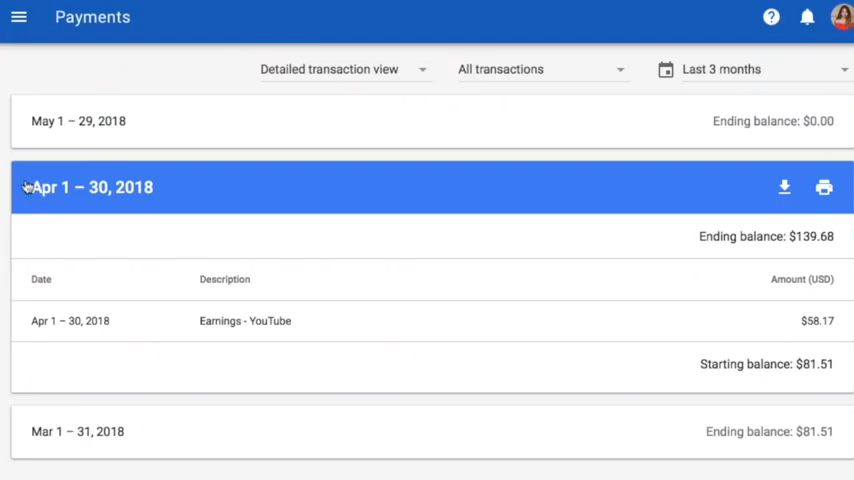 Payments
Detailed transaction view All transactions Last 3 months
May 1 – 29, 2018 Ending balance: $0.00
Apr 1 – 30, 2018
Ending balance: $139.68
Date Description Amount (USD)
Apr 1 – 30, 2018 Earnings - YouTube $58.17
Starting balance: $81.51
Mar 1 – 31, 2018 Ending balance: $81.51